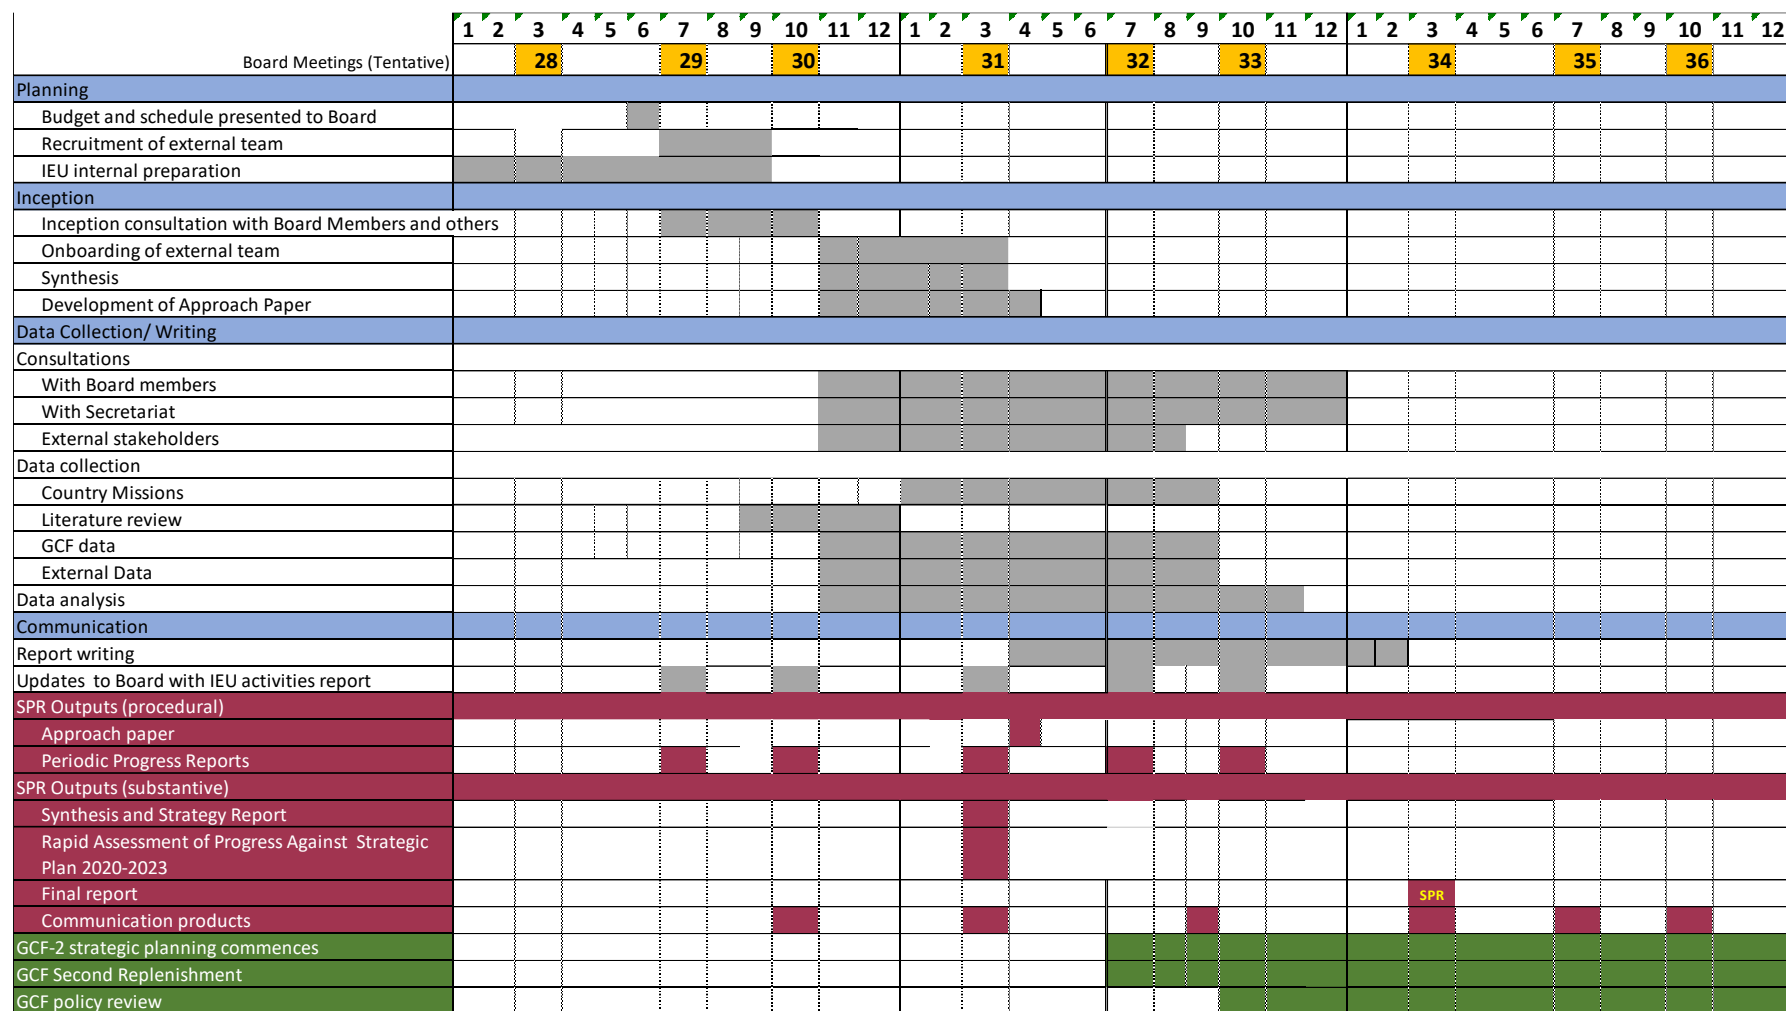 1 2 3 4 5 6 7 8 9 10 11 12 1 2 3 4 5 6 7 8 9 10 11 12 1 2 3 4 5 6 7 8 9 10 11 12
Board Meetings (Tentative) 28 29 30 31 32 33 34 35 36
Planning
Budget and schedule presented to Board
Recruitment of external team
IEU internal preparation
Inception
Inception consultation with Board Members and others
Onboarding of external team
Synthesis
Development of Approach Paper
Data Collection/ Writing
Consultations
With Board members
With Secretariat
External stakeholders
Data collection
Country Missions
Literature review
GCF data
External Data
Data analysis
Communication
Report writing
Updates to Board with IEU activities report
SPR Outputs (procedural)
Approach paper
Periodic Progress Reports
SPR Outputs (substantive)
Synthesis and Strategy Report
Rapid Assessment of Progress Against Strategic
Plan 2020-2023
Final report SPR
Communication products
GCF-2 strategic planning commences
GCF Second Replenishment
GCF policy review